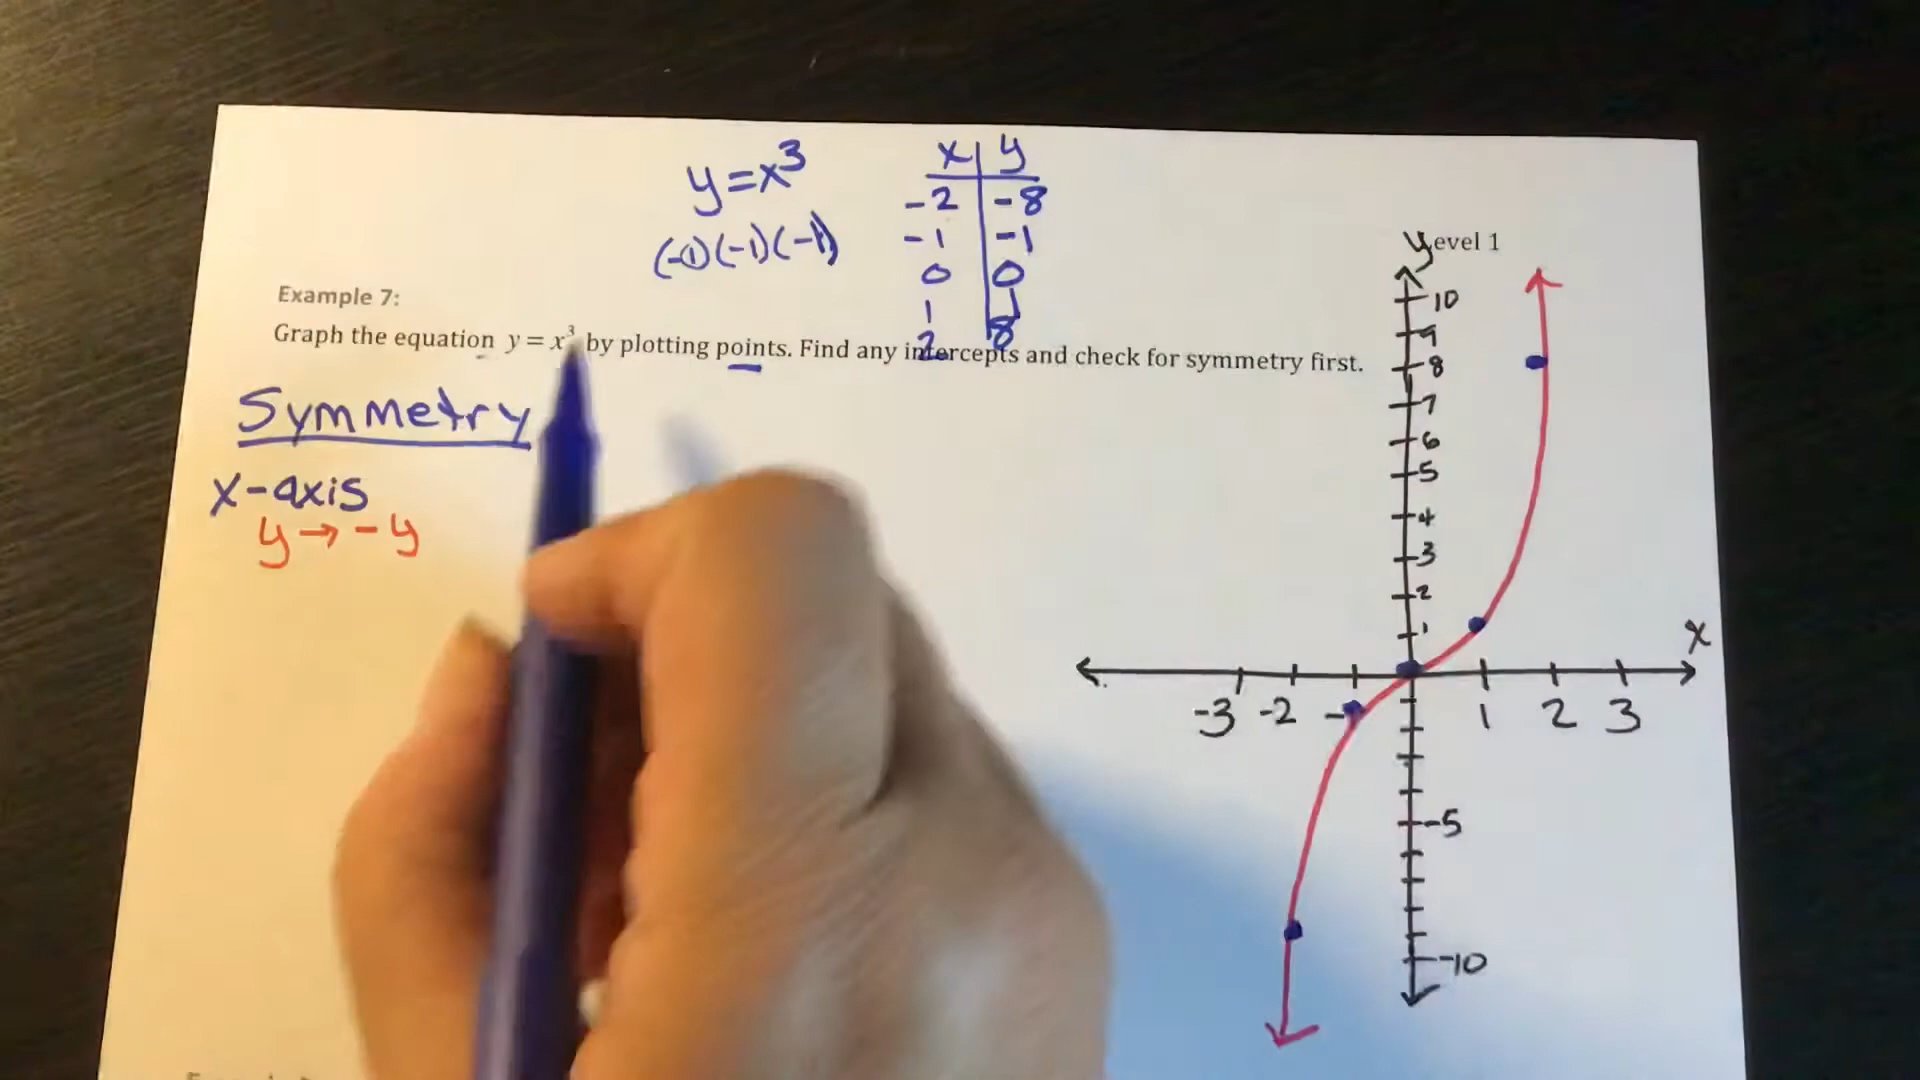 y=x³
(-1)(-1)(-1)
x y
-2 -8
-1 -1
0 0
1 1
2 8
Example 7:
Graph the equation y = x³ by plotting points. Find any intercepts and check for symmetry first.
Symmetry
x-axis
y → -y
y evel 1
10
9
8
7
6
5
4
3
2
1
x
-3 -2 - 1 2 3
-5
-10